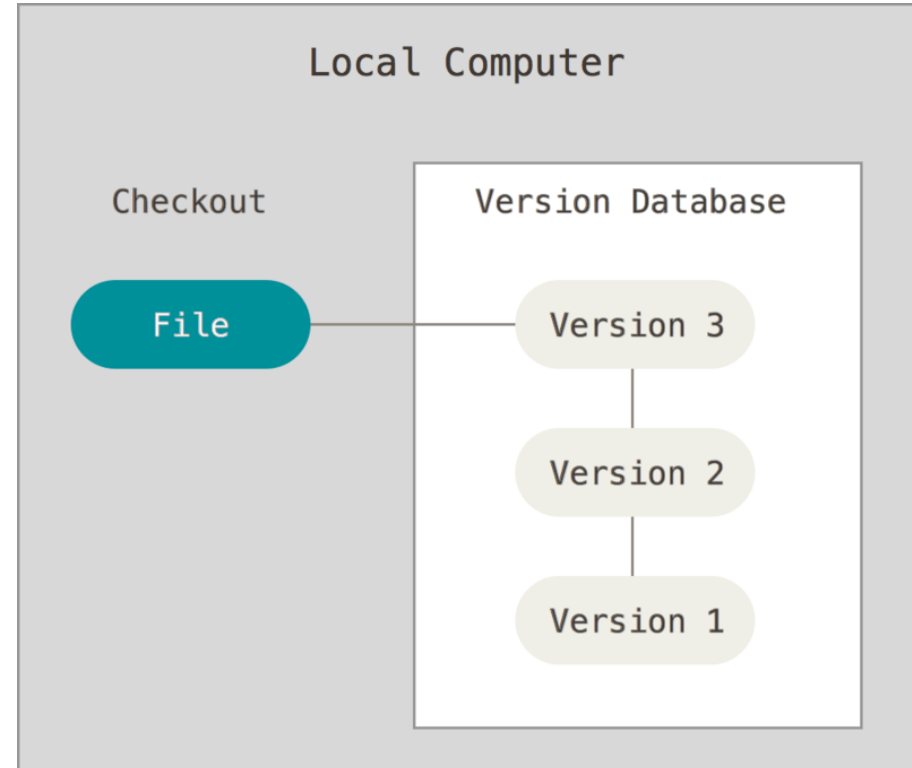 Local Computer
Checkout
Version Database
File
Version 3
Version 2
Version 1